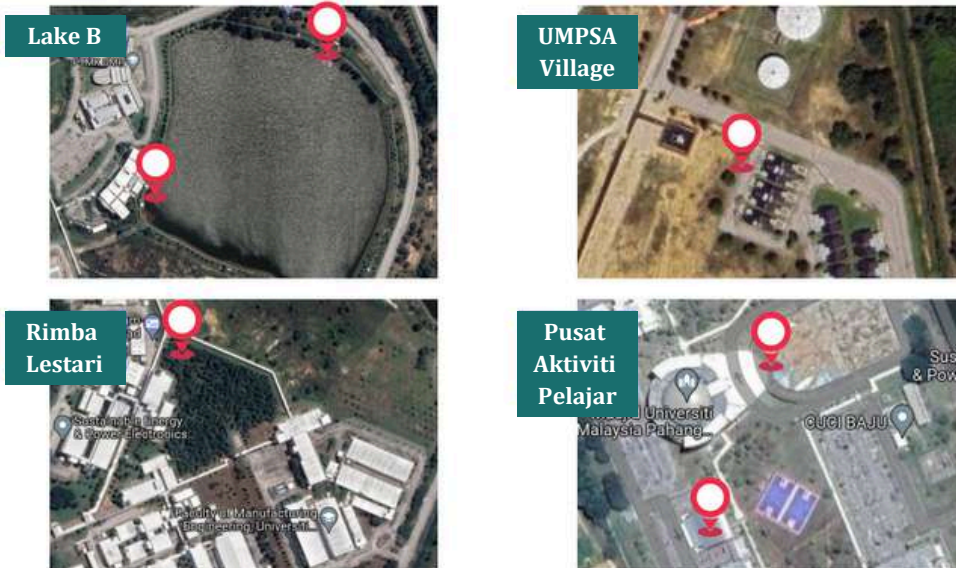 Lake B
UMPSA
Village
Rimba
Lestari
Sustainable Energy
& Power Electronics
Faculty of Manufacturing
Engineering, Universiti...
Pusat
Aktiviti
Pelajar
Sus
& Pow
Universiti
Malaysia Pahang...
CUCI BAJU